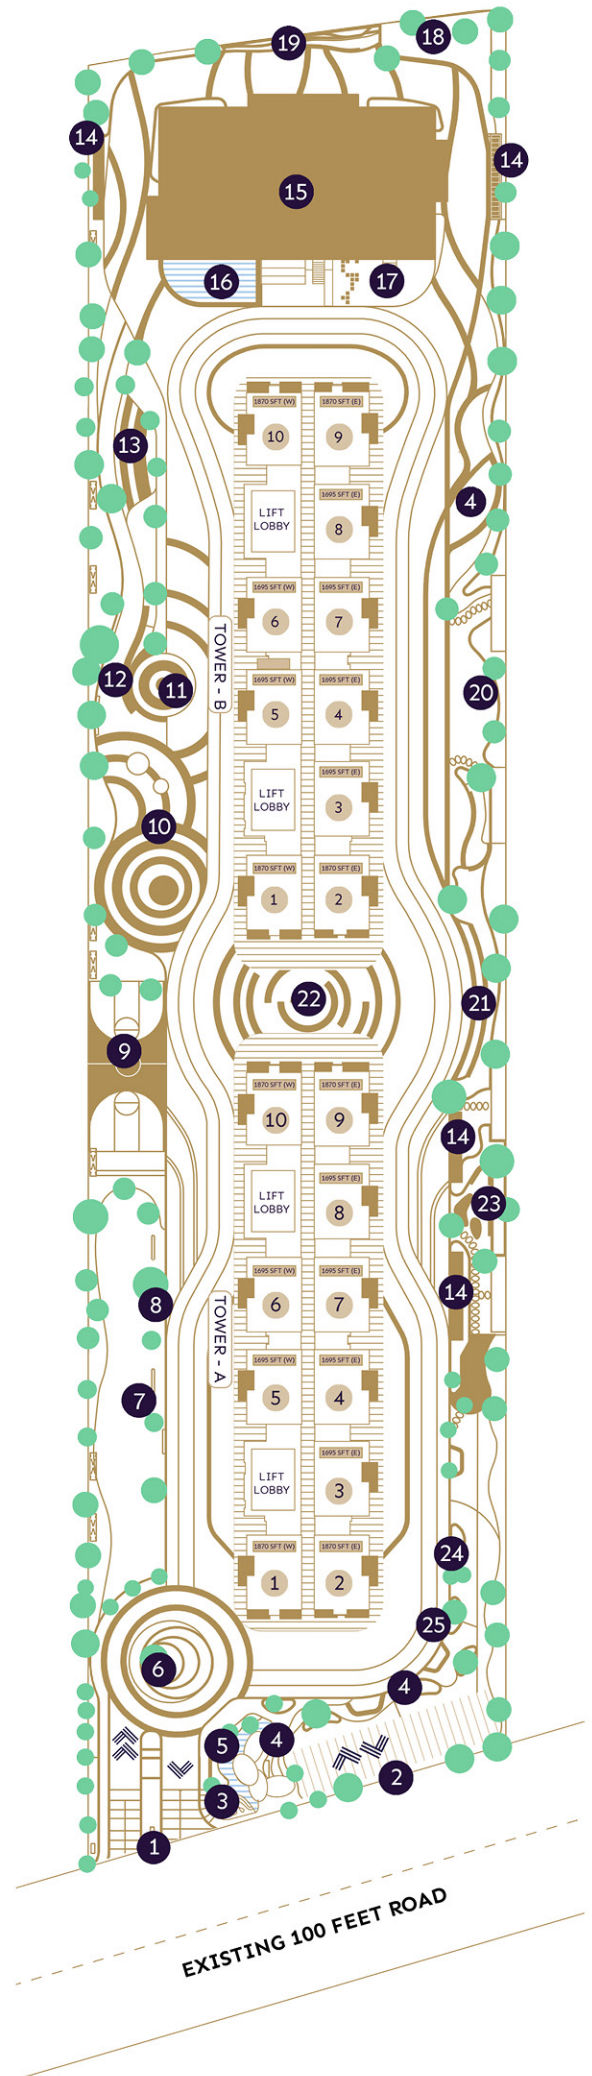 19
18
14
14
15
16
17
1870 SFT (W)
1870 SFT (E)
10
9
13
1695 SFT (E)
LIFT
LOBBY
8
4
1695 SFT (W)
1695 SFT (E)
6
7
TOWER - B
12
11
20
1695 SFT (W)
1695 SFT (E)
5
4
1695 SFT (E)
LIFT
LOBBY
3
10
1870 SFT (W)
1870 SFT (E)
1
2
22
21
9
1870 SFT (W)
1870 SFT (E)
10
9
14
1695 SFT (E)
LIFT
LOBBY
8
23
1695 SFT (W)
1695 SFT (E)
6
7
8
14
TOWER - A
1695 SFT (W)
1695 SFT (E)
5
4
7
1695 SFT (E)
LIFT
LOBBY
3
1870 SFT (W)
1870 SFT (E)
1
2
24
25
6
4
5
4
2
3
1
EXISTING 100 FEET ROAD